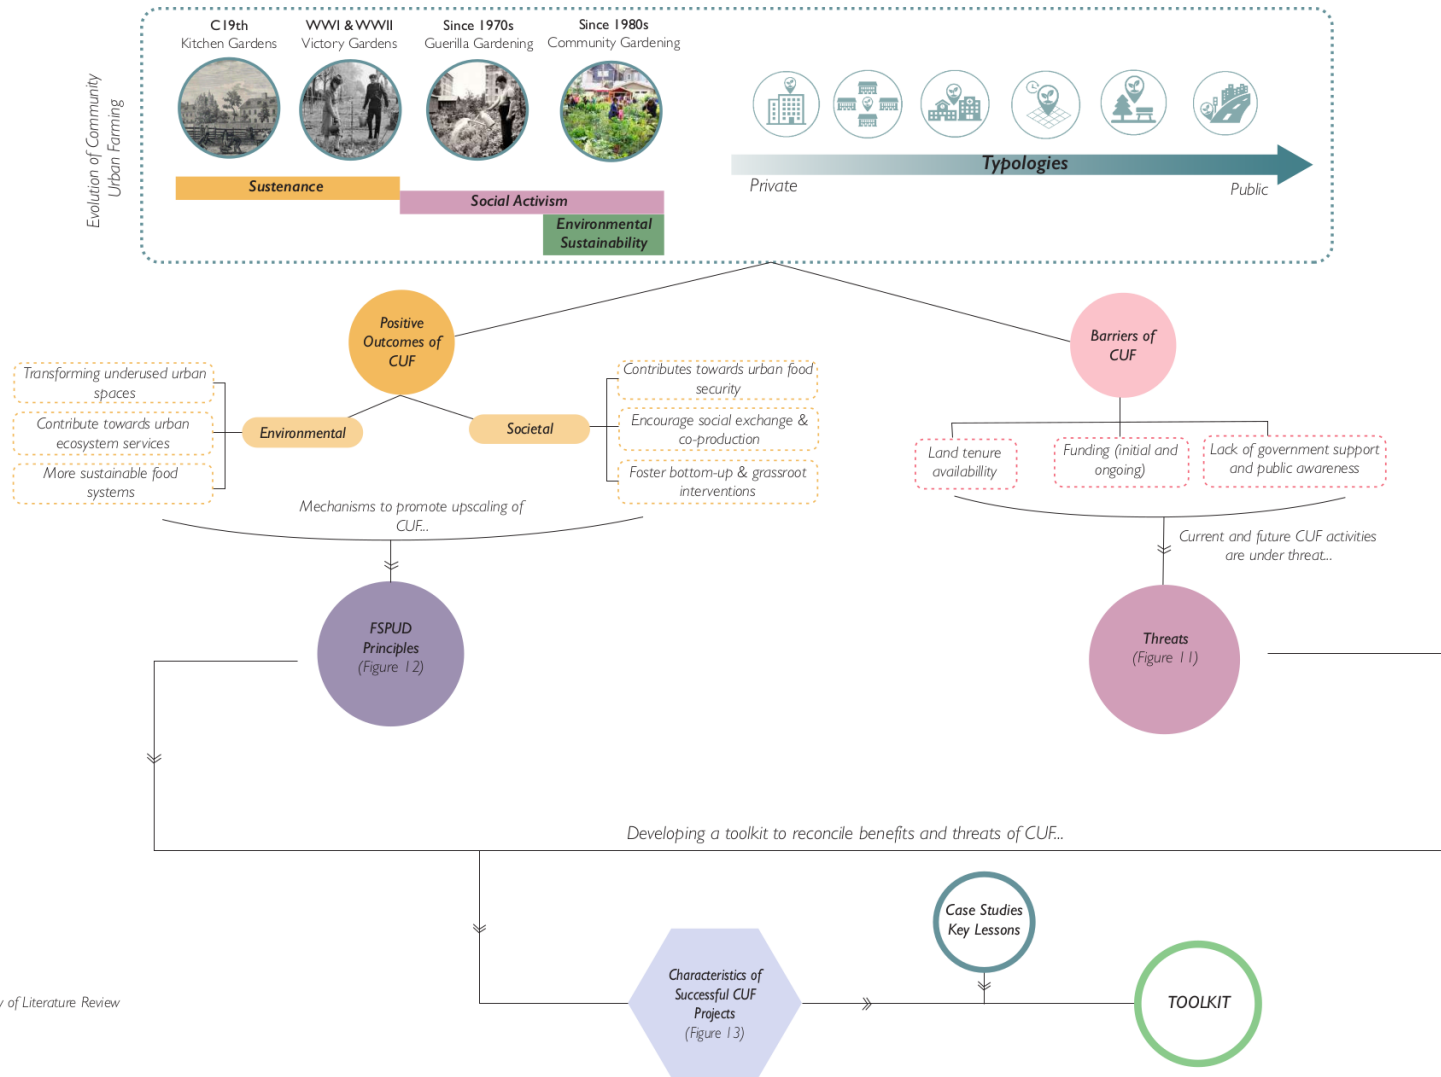 C19th
Kitchen Gardens
WWI & WWII
Victory Gardens
Since 1970s
Guerilla Gardening
Since 1980s
Community Gardening
Evolution of Community
Urban Farming
Sustenance
Social Activism
Environmental
Sustainability
Typologies
Private
Public
Positive
Outcomes of
CUF
Barriers of
CUF
Transforming underused urban
spaces
Contribute towards urban
ecosystem services
More sustainable food
systems
Environmental
Societal
Contributes towards urban food
security
Encourage social exchange &
co-production
Foster bottom-up & grassroot
interventions
Land tenure
availability
Funding (initial and
ongoing)
Lack of government support
and public awareness
Mechanisms to promote upscaling of
CUF...
Current and future CUF activities
are under threat...
FSPUD
Principles
(Figure 12)
Threats
(Figure 11)
Developing a toolkit to reconcile benefits and threats of CUF...
Case Studies
Key Lessons
Characteristics of
Successful CUF
Projects
(Figure 13)
TOOLKIT
of Literature Review